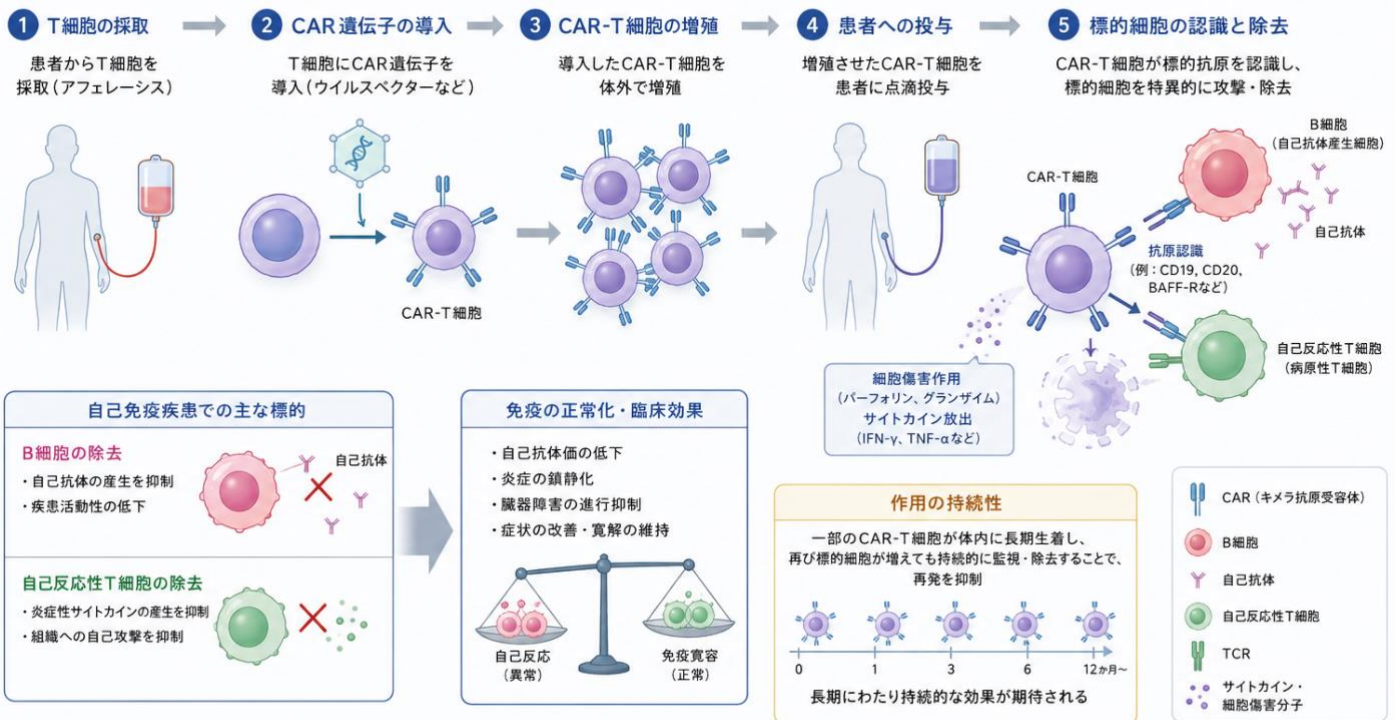 1 T細胞の採取
患者からT細胞を
採取(アフェレーシス)
2 CAR遺伝子の導入
T細胞にCAR遺伝子を
導入(ウイルスベクターなど)
CAR-T細胞
3 CAR-T細胞の増殖
導入したCAR-T細胞を
体外で増殖
4 患者への投与
増殖させたCAR-T細胞を
患者に点滴投与
5 標的細胞の認識と除去
CAR-T細胞が標的抗原を認識し、
標的細胞を特異的に攻撃・除去
B細胞
(自己抗体産生細胞)
CAR-T細胞
自己抗体
抗原認識
(例:CD19, CD20,
BAFF-Rなど)
自己反応性T細胞
(病原性T細胞)
細胞傷害作用
(パーフォリン、グランザイム)
サイトカイン放出
(IFN-γ、TNF-αなど)
自己免疫疾患での主な標的
B細胞の除去
・自己抗体の産生を抑制
・疾患活動性の低下
自己抗体
自己反応性T細胞の除去
・炎症性サイトカインの産生を抑制
・組織への自己攻撃を抑制
免疫の正常化・臨床効果
・自己抗体価の低下
・炎症の鎮静化
・臓器障害の進行抑制
・症状の改善・寛解の維持
自己反応
(異常)
免疫寛容
(正常)
作用の持続性
一部のCAR-T細胞が体内に長期生着し、
再び標的細胞が増えても持続的に監視・除去することで、
再発を抑制
0 1 3 6 12か月~
長期にわたり持続的な効果が期待される
CAR(キメラ抗原受容体)
B細胞
自己抗体
自己反応性T細胞
TCR
サイトカイン・
細胞傷害分子